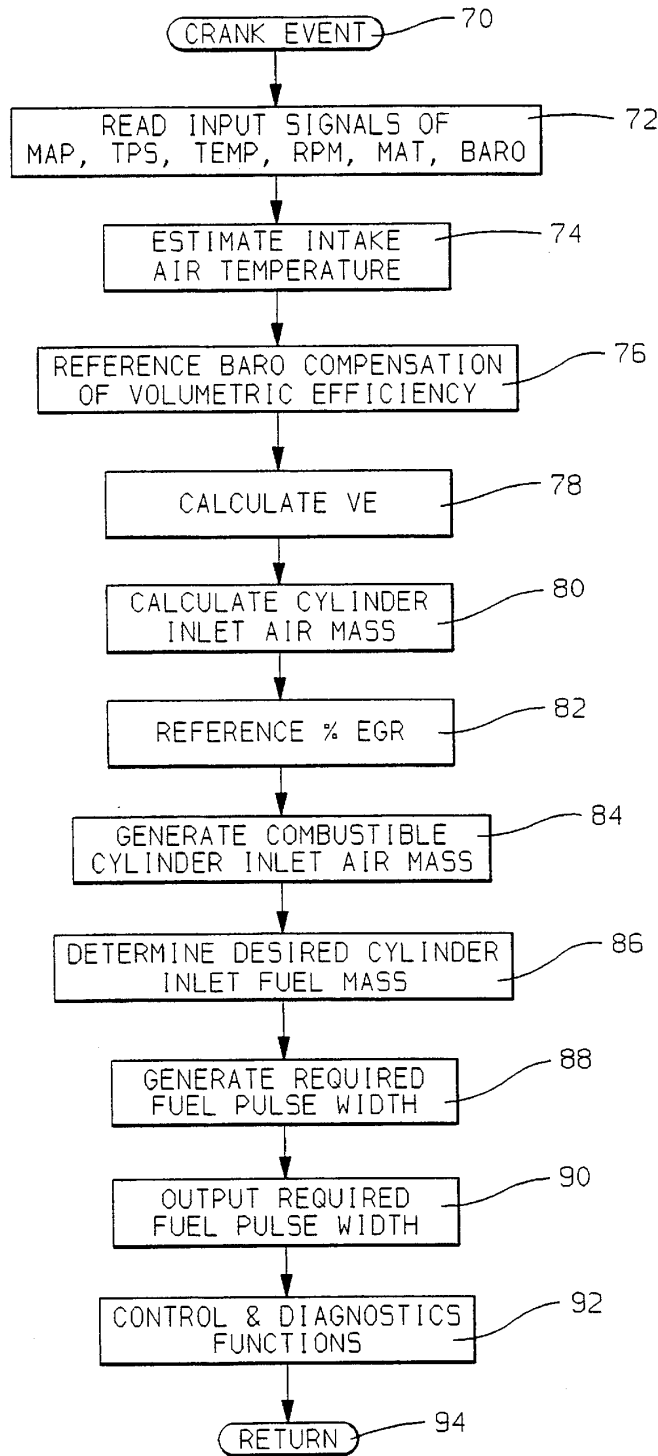 CRANK EVENT
70
READ INPUT SIGNALS OF
MAP, TPS, TEMP, RPM, MAT, BARO
72
ESTIMATE INTAKE
AIR TEMPERATURE
74
REFERENCE BARO COMPENSATION
OF VOLUMETRIC EFFICIENCY
76
CALCULATE VE
78
CALCULATE CYLINDER
INLET AIR MASS
80
REFERENCE % EGR
82
GENERATE COMBUSTIBLE
CYLINDER INLET AIR MASS
84
DETERMINE DESIRED CYLINDER
INLET FUEL MASS
86
GENERATE REQUIRED
FUEL PULSE WIDTH
88
OUTPUT REQUIRED
FUEL PULSE WIDTH
90
CONTROL & DIAGNOSTICS
FUNCTIONS
92
RETURN
94